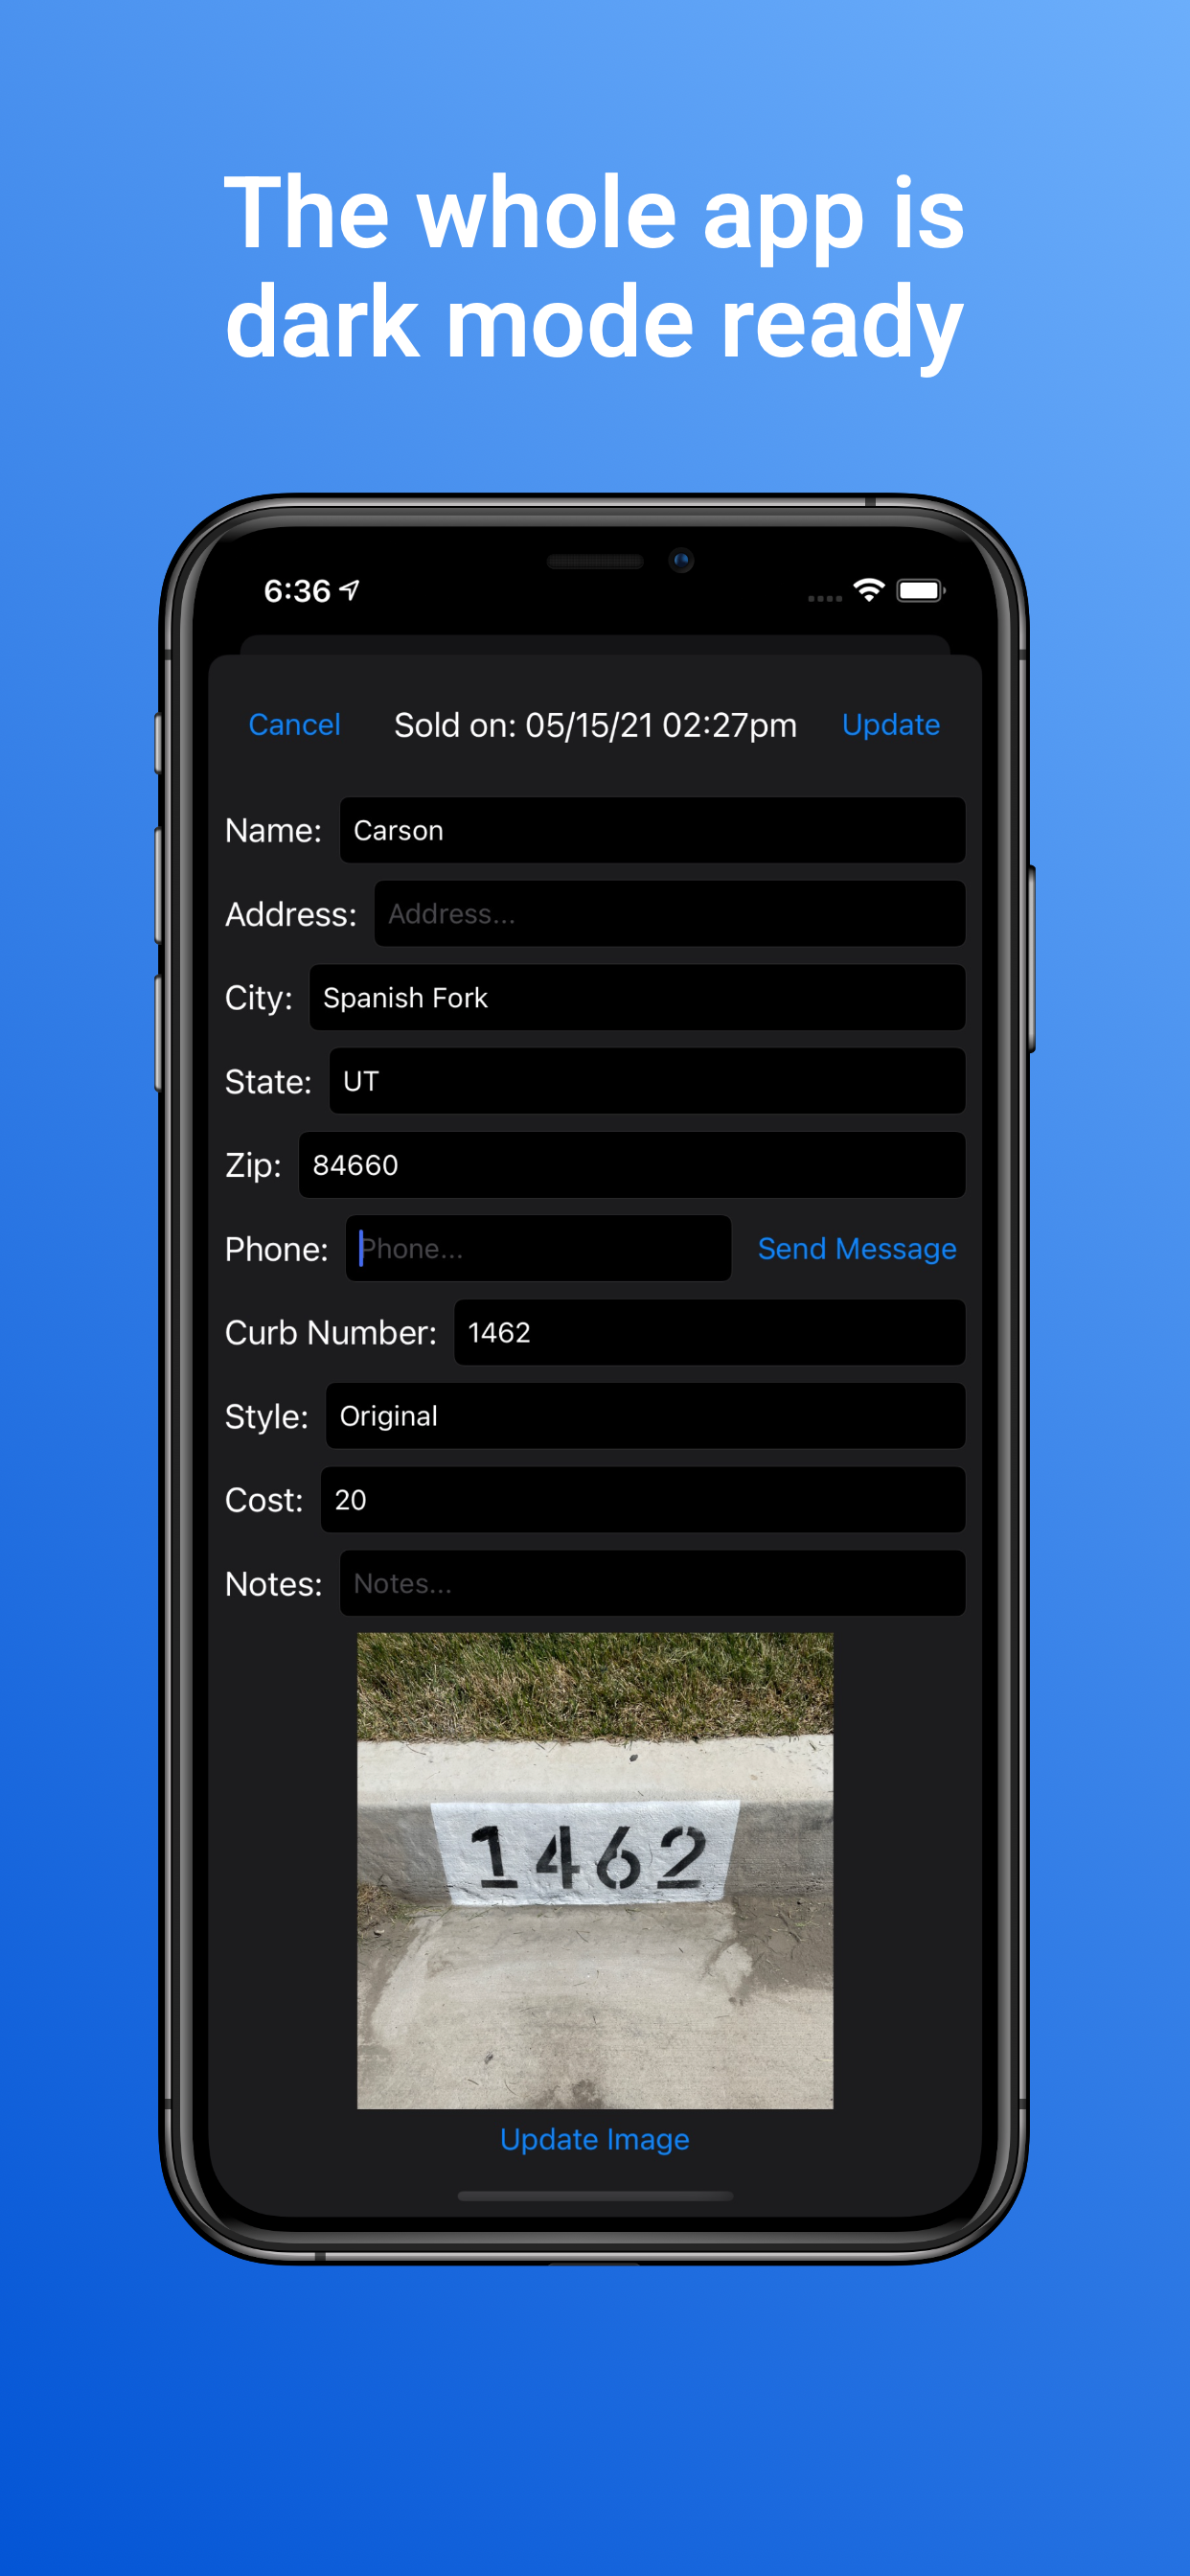 The whole app is
dark mode ready
6:36
Cancel Sold on: 05/15/21 02:27pm Update
Name: Carson
Address: Address...
City: Spanish Fork
State: UT
Zip: 84660
Phone: Phone... Send Message
Curb Number: 1462
Style: Original
Cost: 20
Notes: Notes...
1462
Update Image